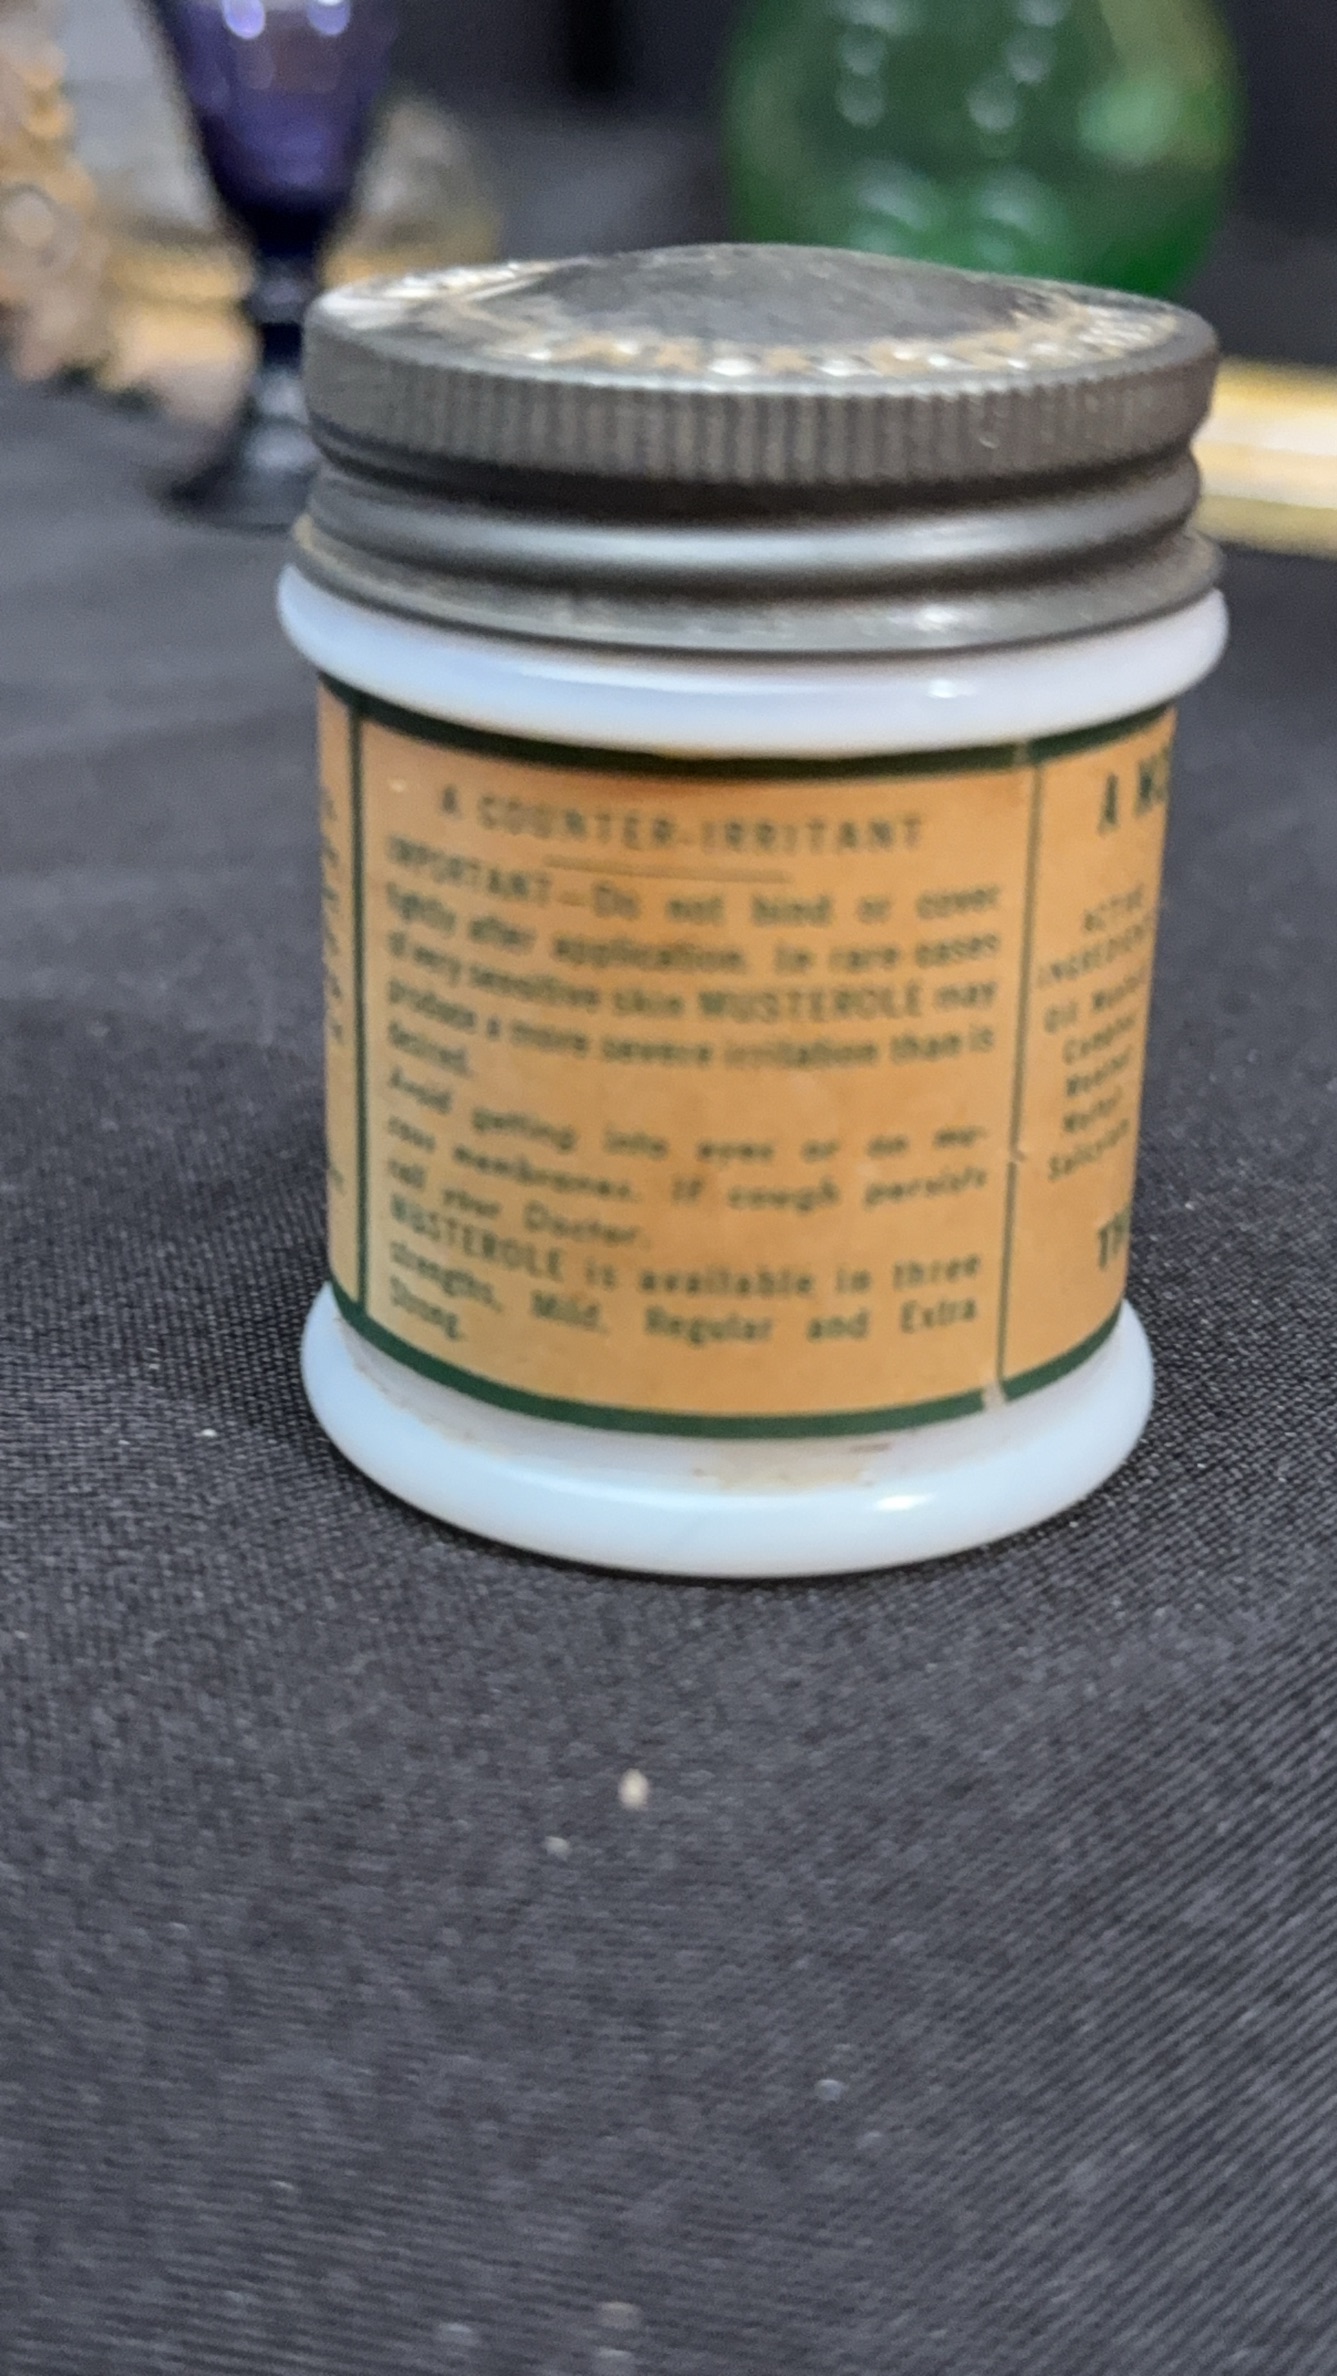 A COUNTER-IRRITANT
IMPORTANT—Do not bind or cover
tightly after application. In rare cases
of very sensitive skin MUSTEROLE may
produce a more severe irritation than is
desired.
Avoid getting into eyes or on mu-
cous membranes. If cough persists
call your Doctor.
MUSTEROLE is available in three
strengths, Mild, Regular and Extra
Strong.
A
ACTIVE
Oil